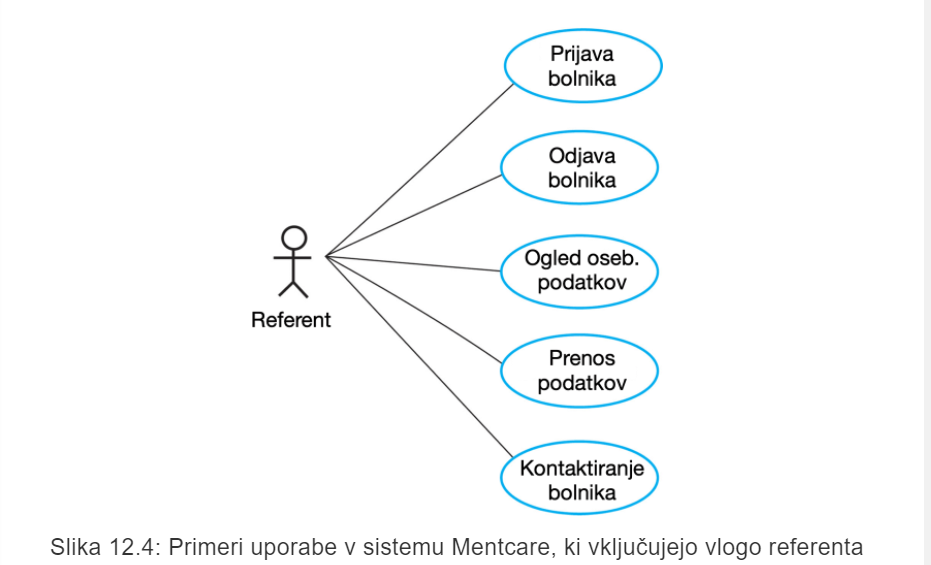 Prijava
bolnika
Odjava
bolnika
Ogled oseb.
podatkov
Referent
Prenos
podatkov
Kontaktiranje
bolnika
Slika 12.4: Primeri uporabe v sistemu Mentcare, ki vključujejo vlogo referenta